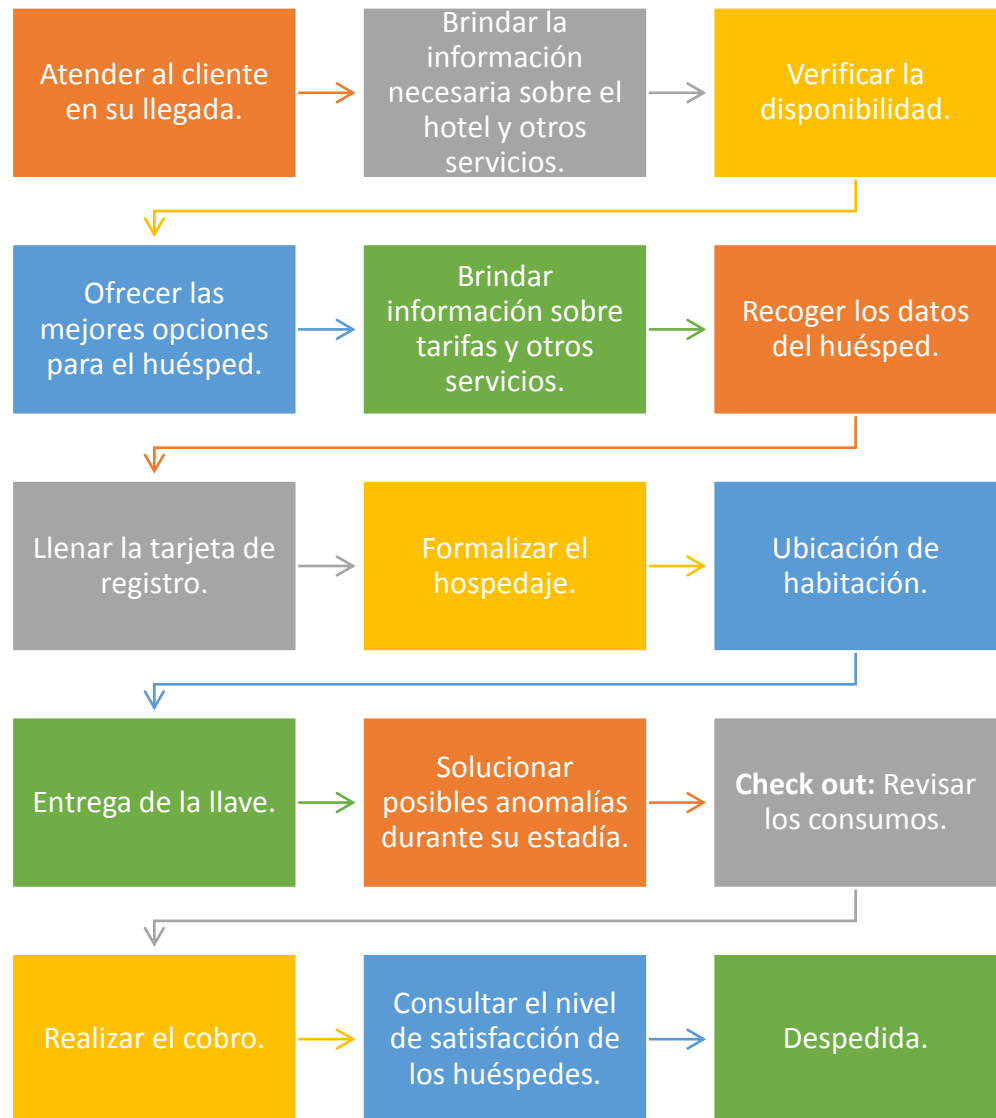 Atender al cliente
en su llegada.
Brindar la
información
necesaria sobre el
hotel y otros
servicios.
Verificar la
disponibilidad.
Ofrecer las
mejores opciones
para el huésped.
Brindar
información sobre
tarifas y otros
servicios.
Recoger los datos
del huésped.
Llenar la tarjeta de
registro.
Formalizar el
hospedaje.
Ubicación de
habitación.
Entrega de la llave.
Solucionar
posibles anomalías
durante su estadía.
Check out: Revisar
los consumos.
Realizar el cobro.
Consultar el nivel
de satisfacción de
los huéspedes.
Despedida.